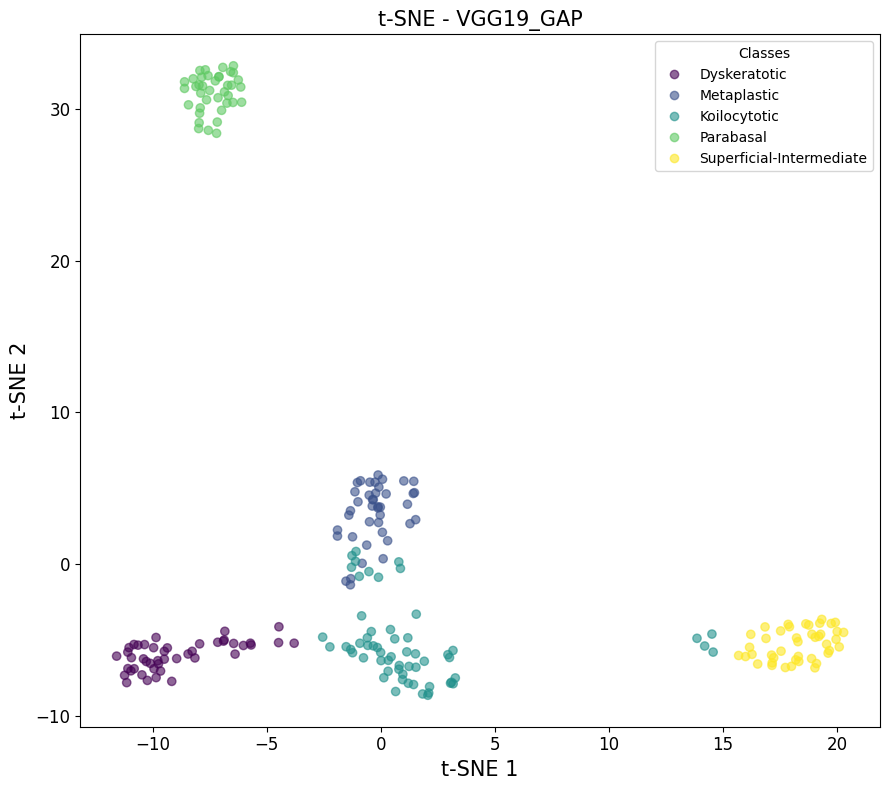 t-SNE - VGG19_GAP
Classes
Dyskeratotic
Metaplastic
Koilocytotic
Parabasal
Superficial-Intermediate
30
20
10
0
−10
t-SNE 2
−10
−5
0
5
10
15
20
t-SNE 1